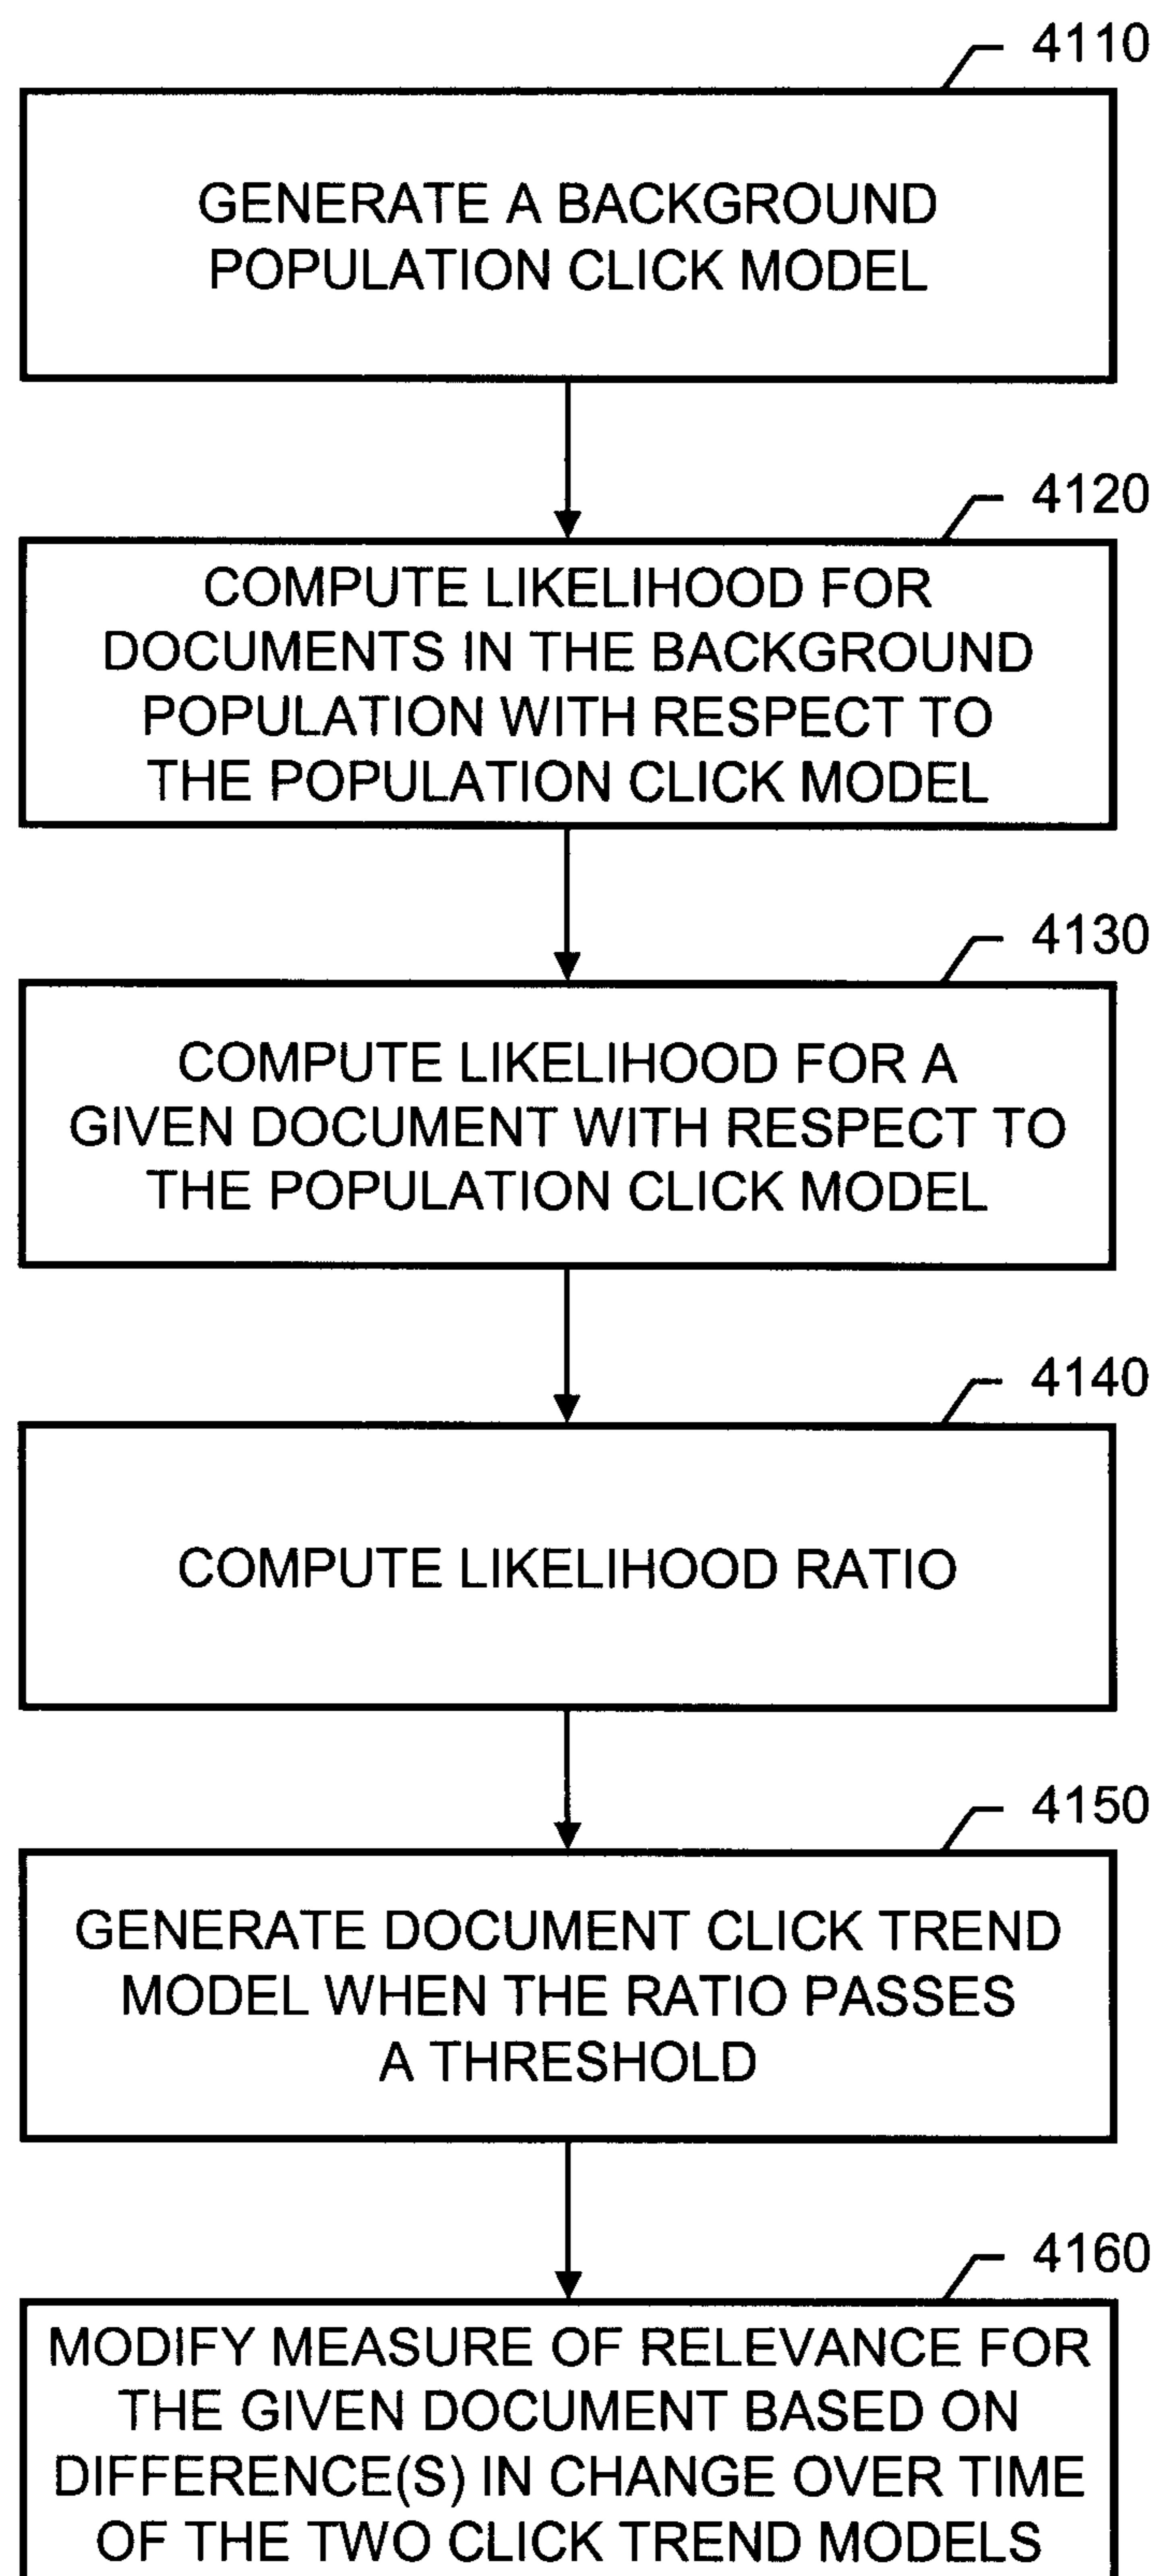 4110
GENERATE A BACKGROUND
POPULATION CLICK MODEL
4120
COMPUTE LIKELIHOOD FOR
DOCUMENTS IN THE BACKGROUND
POPULATION WITH RESPECT TO
THE POPULATION CLICK MODEL
4130
COMPUTE LIKELIHOOD FOR A
GIVEN DOCUMENT WITH RESPECT TO
THE POPULATION CLICK MODEL
4140
COMPUTE LIKELIHOOD RATIO
4150
GENERATE DOCUMENT CLICK TREND
MODEL WHEN THE RATIO PASSES
A THRESHOLD
4160
MODIFY MEASURE OF RELEVANCE FOR
THE GIVEN DOCUMENT BASED ON
DIFFERENCE(S) IN CHANGE OVER TIME
OF THE TWO CLICK TREND MODELS